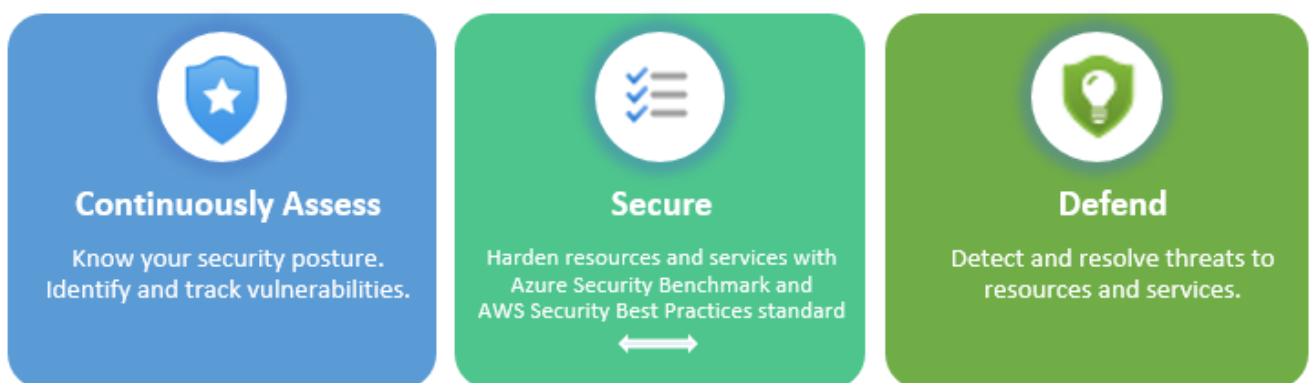 Continuously Assess
Know your security posture.
Identify and track vulnerabilities.
Secure
Harden resources and services with
Azure Security Benchmark and
AWS Security Best Practices standard
Defend
Detect and resolve threats to
resources and services.